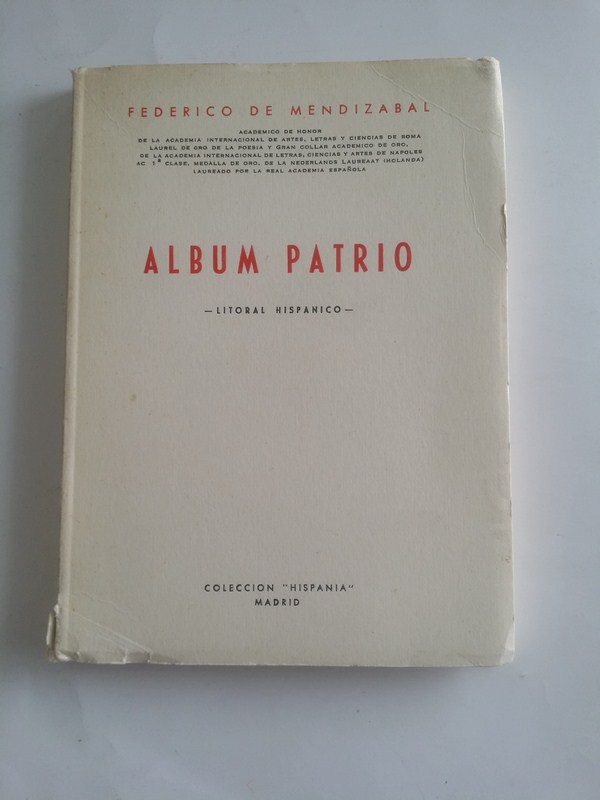 FEDERICO DE MENDIZABAL
ACADEMICO DE HONOR
DE LA ACADEMIA INTERNACIONAL DE ARTES, LETRAS Y CIENCIAS DE ROMA
LAUREL DE ORO DE LA POESIA Y GRAN COLLAR ACADEMICO DE ORO,
DE LA ACADEMIA INTERNACIONAL DE LETRAS, CIENCIAS Y ARTES DE NAPOLES
AC 1ª CLASE, MEDALLA DE ORO, DE LA NEDERLANDS LAUREAAT (HOLANDA)
LAUREADO POR LA REAL ACADEMIA ESPAÑOLA
ALBUM PATRIO
—LITORAL HISPANICO—
COLECCION "HISPANIA"
MADRID